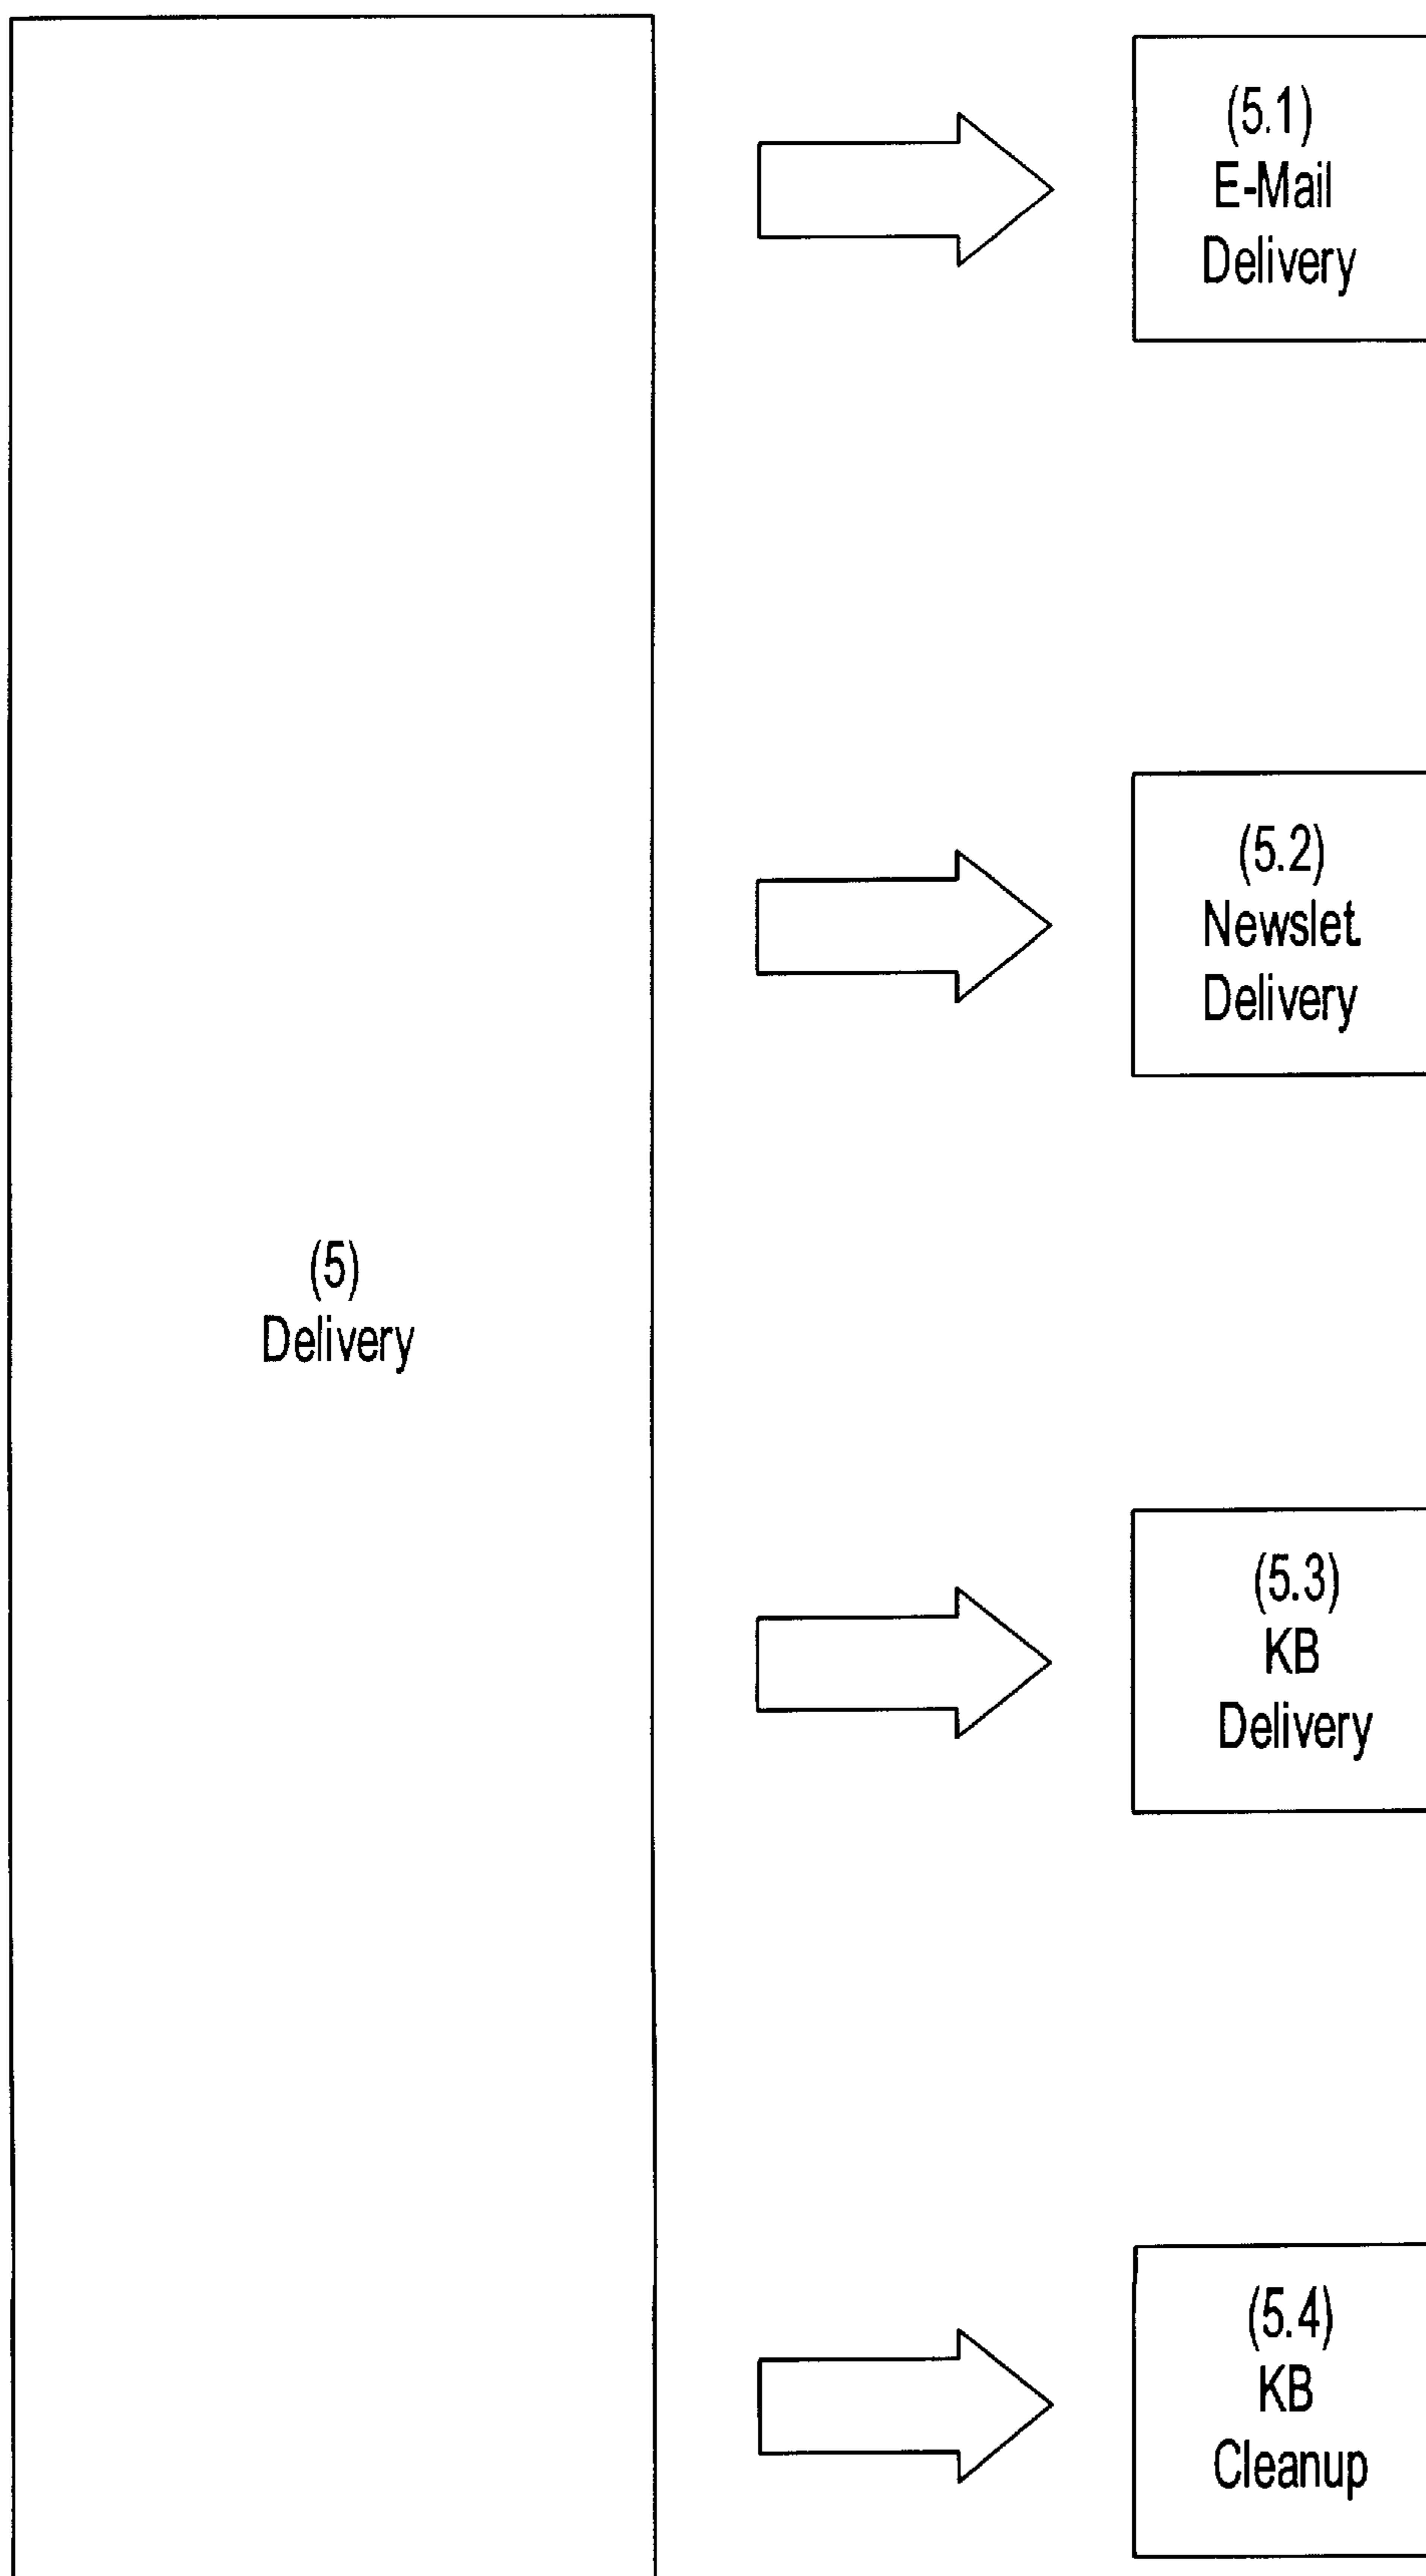 (5.1)
E-Mail
Delivery
(5.2)
Newslet.
Delivery
(5)
Delivery
(5.3)
KB
Delivery
(5.4)
KB
Cleanup